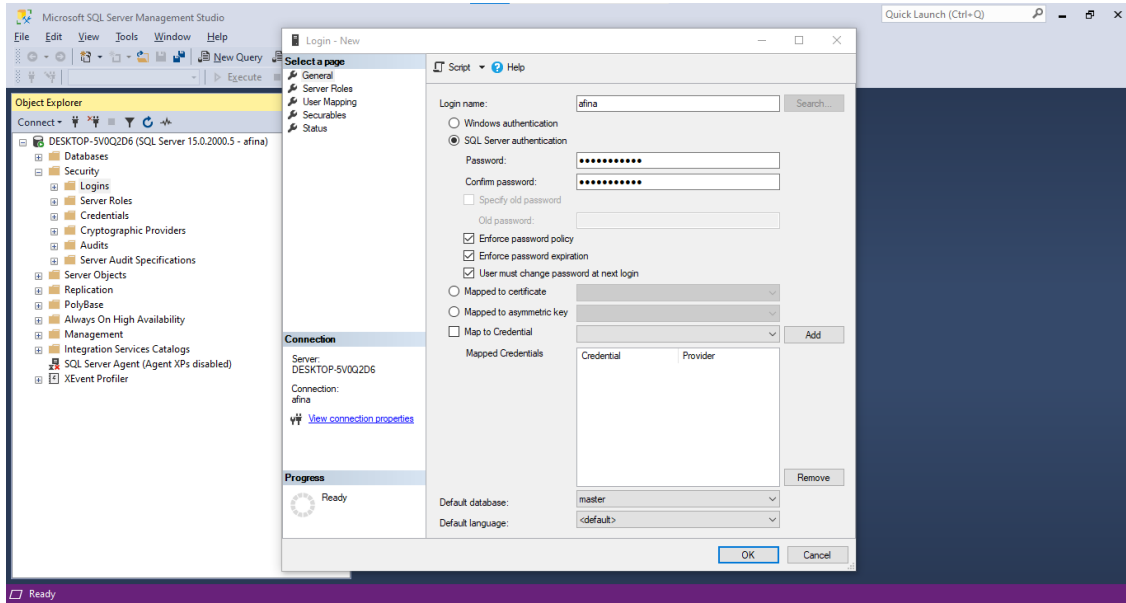 Microsoft SQL Server Management Studio
Quick Launch (Ctrl+Q)
File Edit View Tools Window Help
New Query
Execute
Object Explorer
Connect
DESKTOP-5V0Q2D6 (SQL Server 15.0.2000.5 - afina)
Databases
Security
Logins
Server Roles
Credentials
Cryptographic Providers
Audits
Server Audit Specifications
Server Objects
Replication
PolyBase
Always On High Availability
Management
Integration Services Catalogs
SQL Server Agent (Agent XPs disabled)
XEvent Profiler
Login - New
Select a page
General
Server Roles
User Mapping
Securables
Status
Connection
Server:
DESKTOP-5V0Q2D6
Connection:
afina
View connection properties
Progress
Ready
Script Help
Login name: afina Search...
Windows authentication
SQL Server authentication
Password: ●●●●●●●●●●●
Confirm password: ●●●●●●●●●●●
Specify old password
Old password:
Enforce password policy
Enforce password expiration
User must change password at next login
Mapped to certificate
Mapped to asymmetric key
Map to Credential Add
Mapped Credentials Credential Provider
Remove
Default database: master
Default language: <default>
OK Cancel
Ready